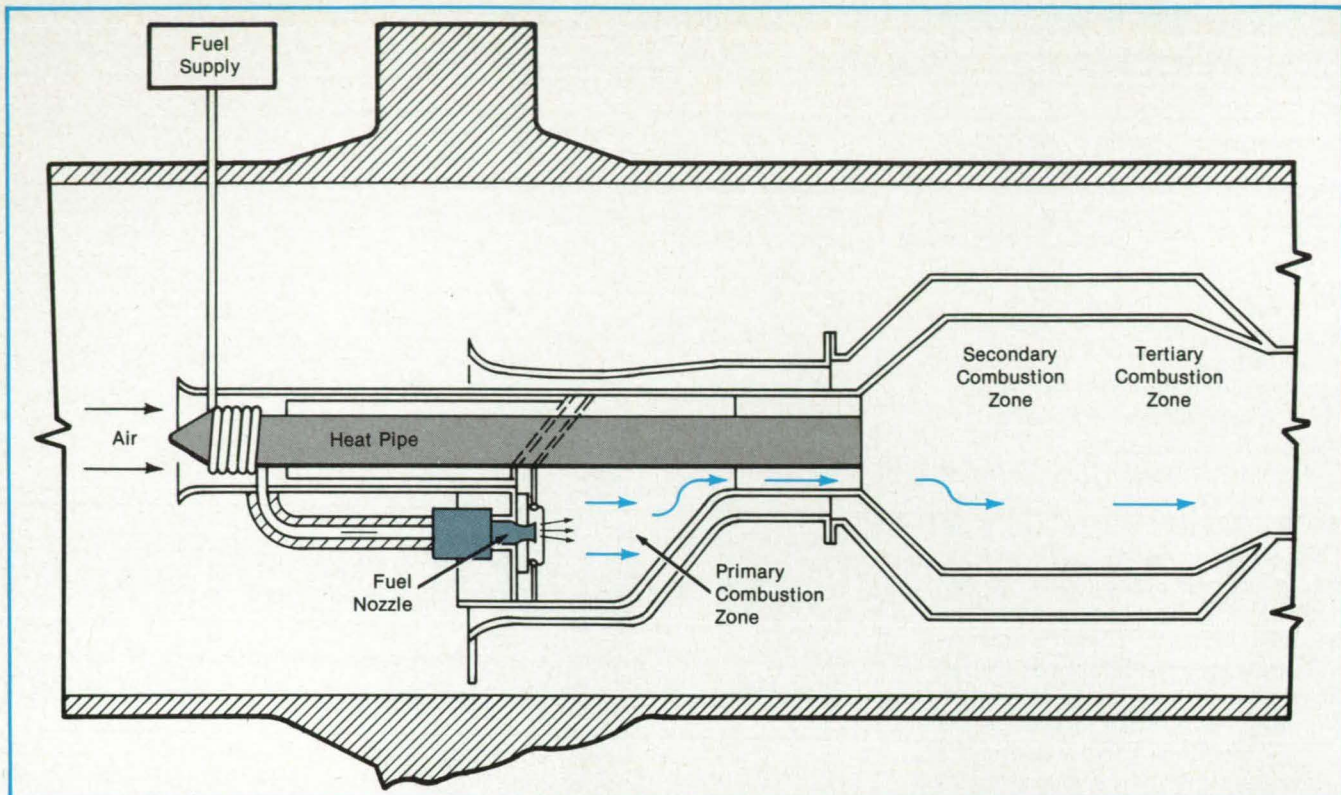 Fuel
Supply
Air
Heat Pipe
Secondary
Combustion
Zone
Tertiary
Combustion
Zone
Fuel
Nozzle
Primary
Combustion
Zone